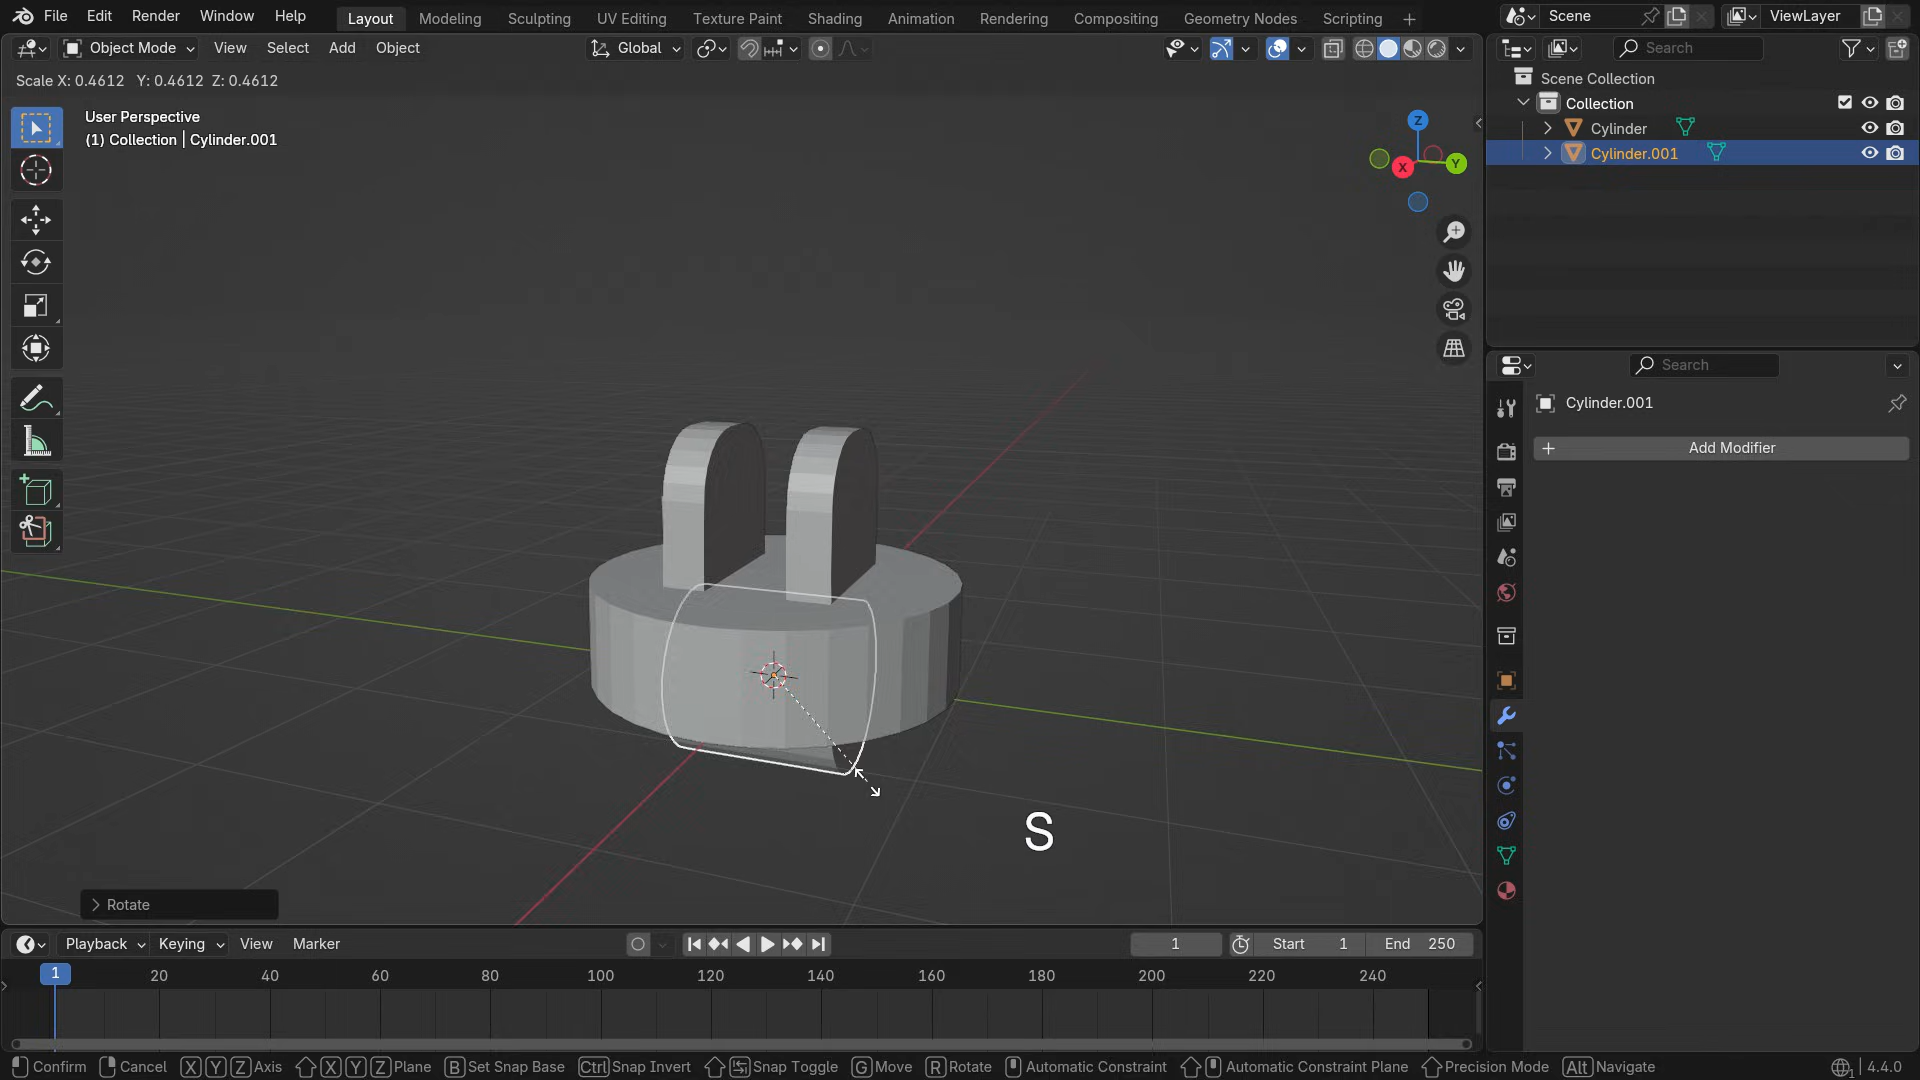 File Edit Render Window Help Layout Modeling Sculpting UV Editing Texture Paint Shading Animation Rendering Compositing Geometry Nodes Scripting Scene ViewLayer
Object Mode View Select Add Object Global Search
Scale X: 0.4612 Y: 0.4612 Z: 0.4612
User Perspective
(1) Collection | Cylinder.001
Z
X
Y
Scene Collection
Collection
Cylinder
Cylinder.001
Search
Cylinder.001
Add Modifier
S
Rotate
Playback Keying View Marker 1 Start 1 End 250
1 20 40 60 80 100 120 140 160 180 200 220 240
Confirm Cancel X Y Z Axis X Y Z Plane B Set Snap Base Ctrl Snap Invert Snap Toggle G Move R Rotate Automatic Constraint Automatic Constraint Plane Precision Mode Alt Navigate 4.4.0